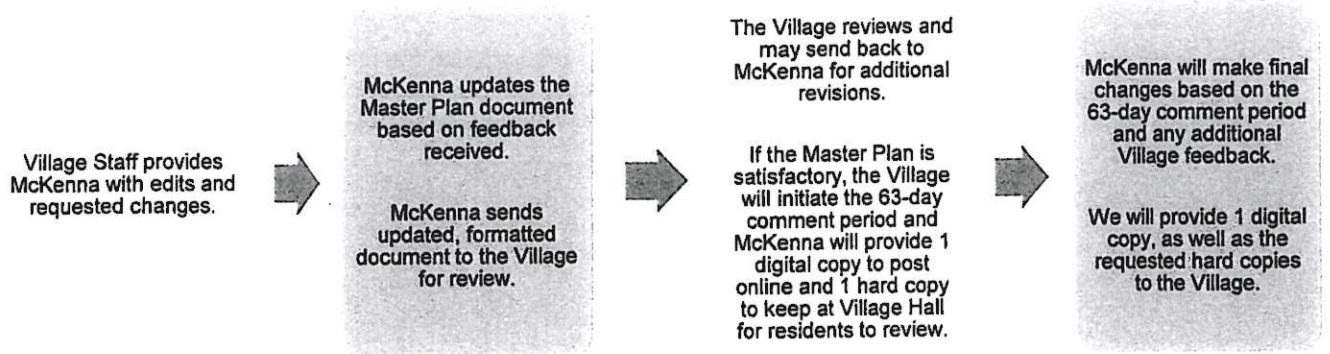 Village Staff provides
McKenna with edits and
requested changes.
McKenna updates the
Master Plan document
based on feedback
received.
McKenna sends
updated, formatted
document to the Village
for review.
The Village reviews and
may send back to
McKenna for additional
revisions.
If the Master Plan is
satisfactory, the Village
will initiate the 63-day
comment period and
McKenna will provide 1
digital copy to post
online and 1 hard copy
to keep at Village Hall
for residents to review.
McKenna will make final
changes based on the
63-day comment period
and any additional
Village feedback.
We will provide 1 digital
copy, as well as the
requested hard copies
to the Village.